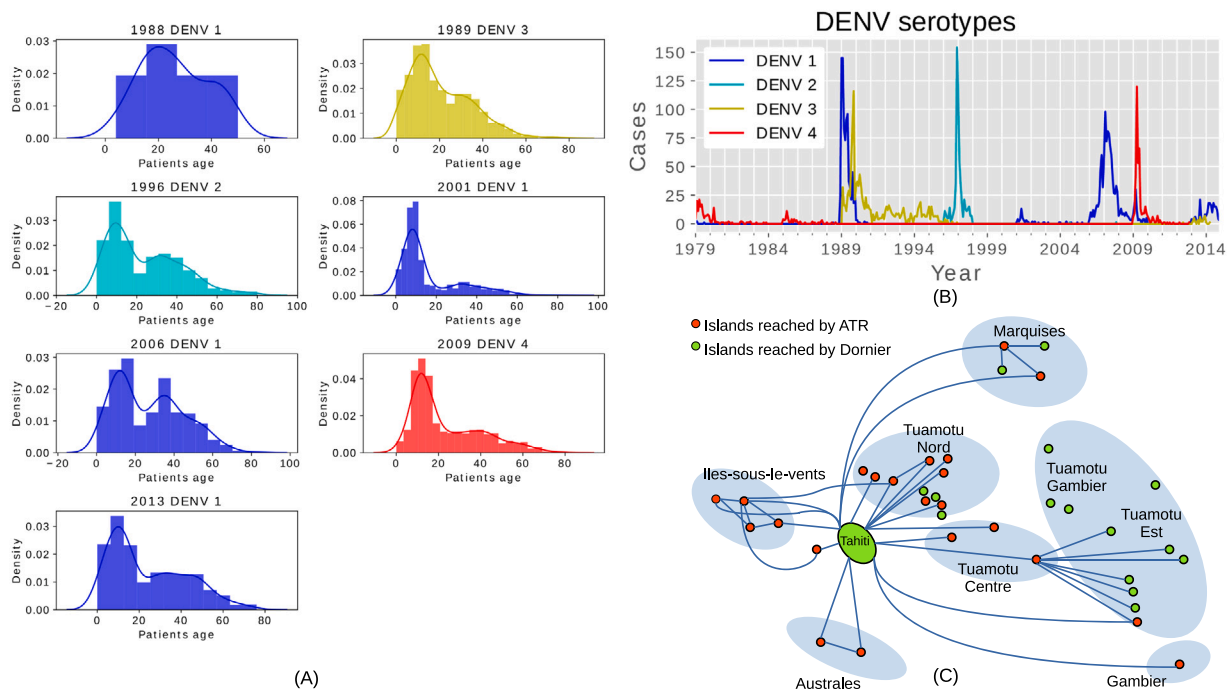 (A)
1988 DENV 1
0.03
0.02
0.01
0.00
Density
0 20 40 60
Patients age
1989 DENV 3
0.04
0.03
0.02
0.01
0.00
Density
0 20 40 60 80
Patients age
1996 DENV 2
0.03
0.02
0.01
0.00
Density
−20 0 20 40 60 80 100
Patients age
2001 DENV 1
0.08
0.06
0.04
0.02
0.00
Density
0 20 40 60 80 100
Patients age
2006 DENV 1
0.03
0.02
0.01
0.00
Density
−20 0 20 40 60 80 100
Patients age
2009 DENV 4
0.04
0.02
0.00
Density
0 20 40 60 80
Patients age
2013 DENV 1
0.03
0.02
0.01
0.00
Density
0 20 40 60 80
Patients age
(B)
DENV serotypes
150
125
100
75
50
25
0
Cases
DENV 1
DENV 2
DENV 3
DENV 4
1979 1984 1989 1994 1999 2004 2009 2014
Year
Islands reached by ATR
Islands reached by Dornier
Marquises
Tuamotu
Nord
Iles-sous-le-vents
Tuamotu
Gambier
Tuamotu
Est
Tahiti
Tuamotu
Centre
Australes
(C)
Gambier